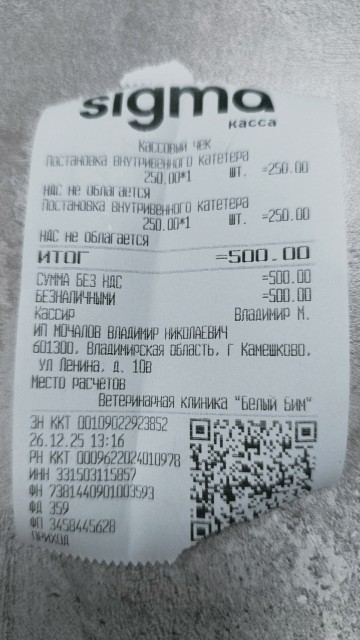 sigma
касса
Кассовый чек
Постановка внутривенного катетера
250.00*1 шт. =250.00
НДС не облагается
Постановка внутривенного катетера
250.00*1 шт. =250.00
НДС не облагается
ИТОГ =500.00
СУММА БЕЗ НДС =500.00
БЕЗНАЛИЧНЫМИ =500.00
Кассир Владимир М.
ИП МОЧАЛОВ ВЛАДИМИР НИКОЛАЕВИЧ
601300, Владимирская область, г Камешково,
ул Ленина, д. 10в
Место расчетов
Ветеринарная клиника "Белый Бим"
ЗН ККТ 00109022923852
26.12.25 13:16
РН ККТ 0009622024010978
ИНН 331503115857
ФН 7381440901003593
ФД 359
ФП 3458445628
ПРИХОД